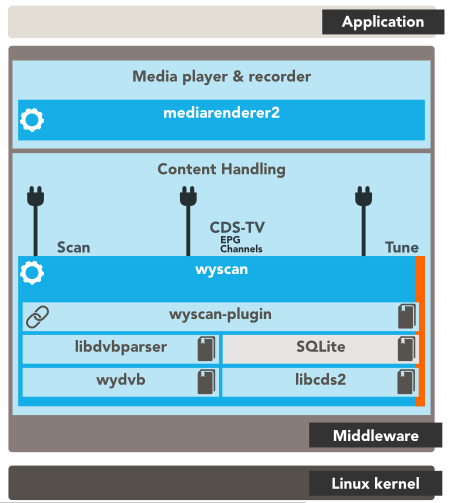 Application
Media player & recorder
mediarenderer2
Content Handling
Scan
CDS-TV
EPG
Channels
Tune
wyscan
wyscan-plugin
libdvbparser
SQLite
wydvb
libcds2
Middleware
Linux kernel